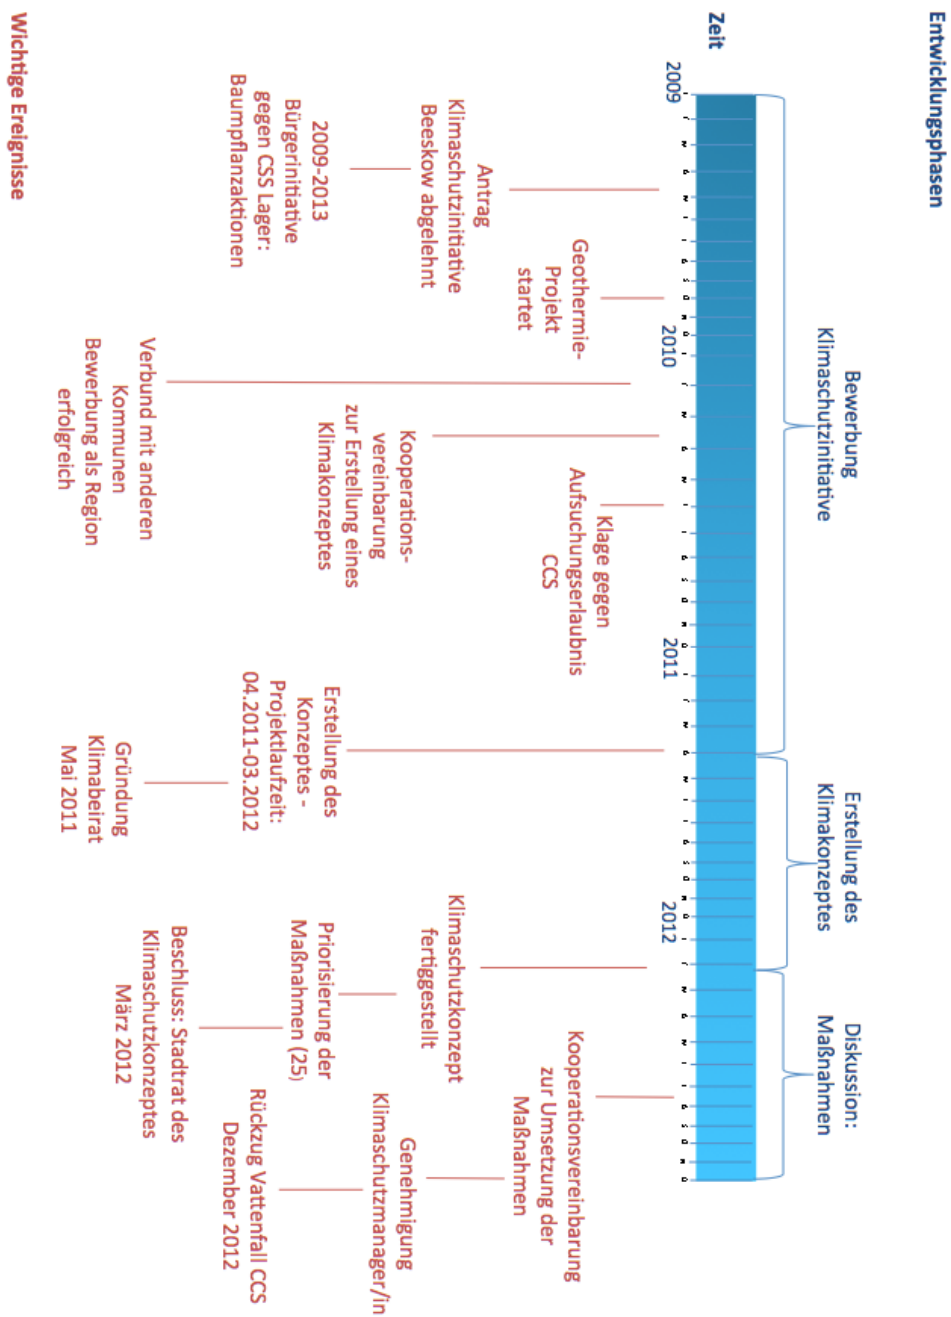 Entwicklungsphasen
Bewerbung
Klimaschutzinitiative
Erstellung des
Klimakonzeptes
Diskussion:
Maßnahmen
Zeit
2009
2010
2011
2012
Antrag
Klimaschutzinitiative
Beeskow abgelehnt
2009-2013
Bürgerinitiative
gegen CSS Lager:
Baumpflanzaktionen
Geothermie-
Projekt
startet
Verbund mit anderen
Kommunen
Bewerbung als Region
erfolgreich
Kooperations-
vereinbarung
zur Erstellung eines
Klimakonzeptes
Klage gegen
Aufsuchungserlaubnis
CCS
Erstellung des
Konzeptes -
Projektlaufzeit:
04.2011-03.2012
Gründung
Klimabeirat
Mai 2011
Klimaschutzkonzept
fertiggestellt
Priorisierung der
Maßnahmen (25)
Beschluss: Stadtrat des
Klimaschutzkonzeptes
März 2012
Kooperationsvereinbarung
zur Umsetzung der
Maßnahmen
Genehmigung
Klimaschutzmanager/in
Rückzug Vattenfall CCS
Dezember 2012
Wichtige Ereignisse